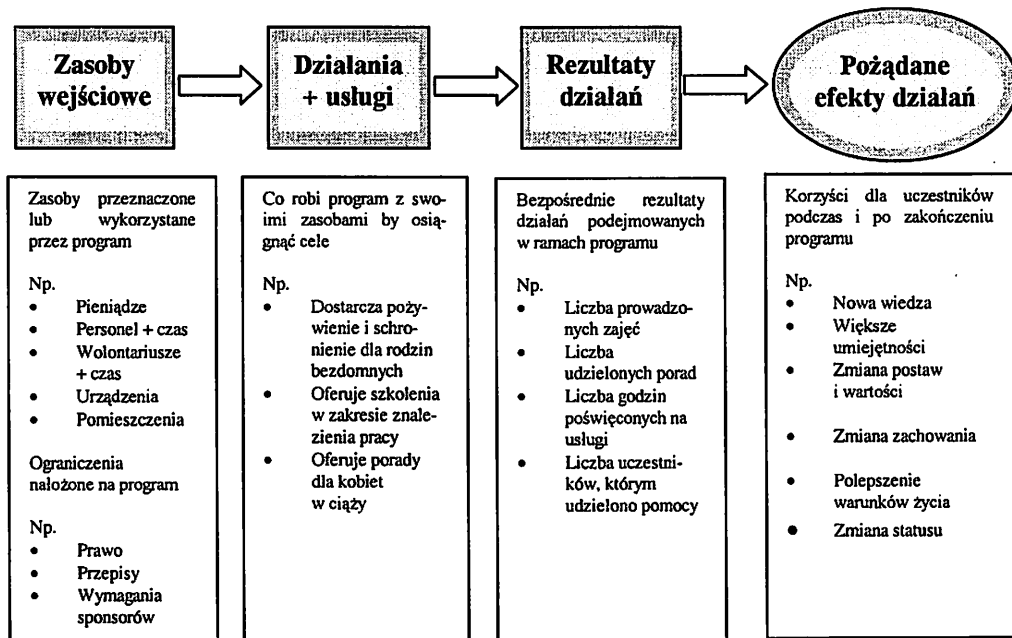 Zasoby
wejściowe
Działania
+ usługi
Rezultaty
działań
Pożądane
efekty działań
Zasoby przeznaczone
lub wykorzystane
przez program
Np.
• Pieniądze
• Personel + czas
• Wolontariusze
+ czas
• Urządzenia
• Pomieszczenia
Ograniczenia
nałożone na program
Np.
• Prawo
• Przepisy
• Wymagania
sponsorów
Co robi program z swo-
imi zasobami by osią-
gnąć cele
Np.
• Dostarcza poży-
wienie i schro-
nienie dla rodzin
bezdomnych
• Oferuje szkolenia
w zakresie znale-
zienia pracy
• Oferuje porady
dla kobiet
w ciąży
Bezpośrednie rezultaty
działań podejmowanych
w ramach programu
Np.
• Liczba prowadzo-
nych zajęć
• Liczba
udzielonych porad
• Liczba godzin
poświęconych na
usługi
• Liczba uczestni-
ków, którym
udzielono pomocy
Korzyści dla uczestników
podczas i po zakończeniu
programu
Np.
• Nowa wiedza
• Większe
umiejętności
• Zmiana postaw
i wartości
• Zmiana zachowania
• Polepszenie
warunków życia
• Zmiana statusu